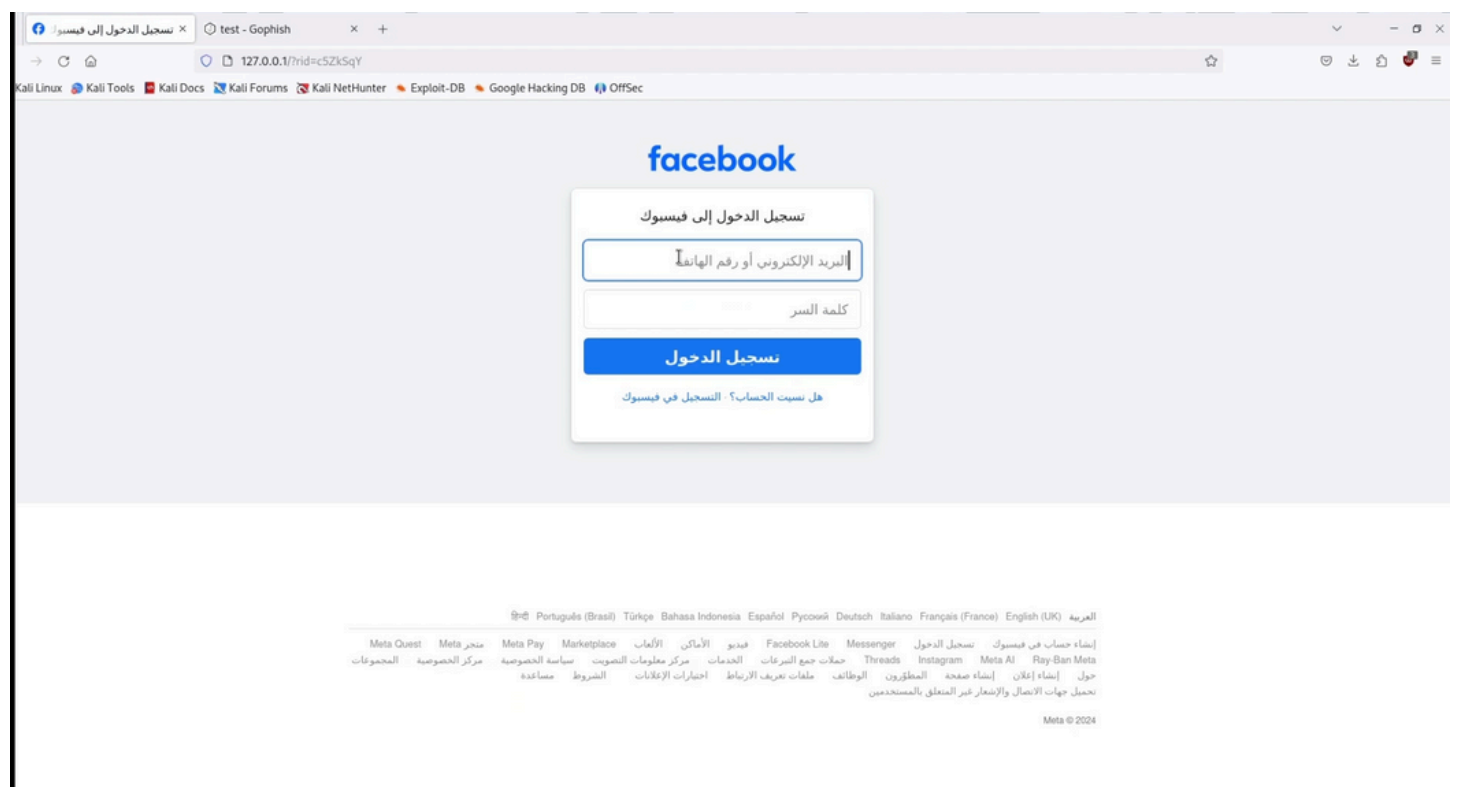 تسجيل الدخول إلى فيسبوك
test - Gophish
127.0.0.1/?rid=c5ZkSqY
Kali Linux Kali Tools Kali Docs Kali Forums Kali NetHunter Exploit-DB Google Hacking DB OffSec
facebook
تسجيل الدخول إلى فيسبوك
البريد الإلكتروني أو رقم الهاتف
كلمة السر
تسجيل الدخول
هل نسيت الحساب؟ · التسجيل في فيسبوك
العربية English (UK) Français (France) Italiano Deutsch Русский Español Bahasa Indonesia Türkçe Português (Brasil) हिन्दी
إنشاء حساب في فيسبوك تسجيل الدخول Messenger Facebook Lite فيديو الأماكن الألعاب Marketplace Meta Pay متجر Meta Meta Quest
Ray-Ban Meta Meta AI Instagram Threads حملات جمع التبرعات الخدمات مركز معلومات التصويت سياسة الخصوصية مركز الخصوصية المجموعات
حول إنشاء إعلان إنشاء صفحة المطوّرون الوظائف ملفات تعريف الارتباط اختيارات الإعلانات الشروط مساعدة
تحميل جهات الاتصال والإشعار غير المتعلق بالمستخدمين
Meta © 2024